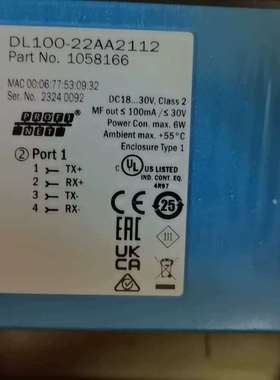 DL100-22AA2112
Part No. 1058166
MAC 00:06:77:53:09:32
Ser. No. 2324 0092
DC18...30V, Class 2
MF out ≤ 100mA / ≤ 30V
Power Con. max. 6W
Ambient max. +55°C
Enclosure Type 1
PROFI
NET
② Port 1
1 TX+
2 RX+
3 TX-
4 RX-
C UL US LISTED
IND. CONT. EQ.
4R97
CE
25
EAC
III
UK
CA